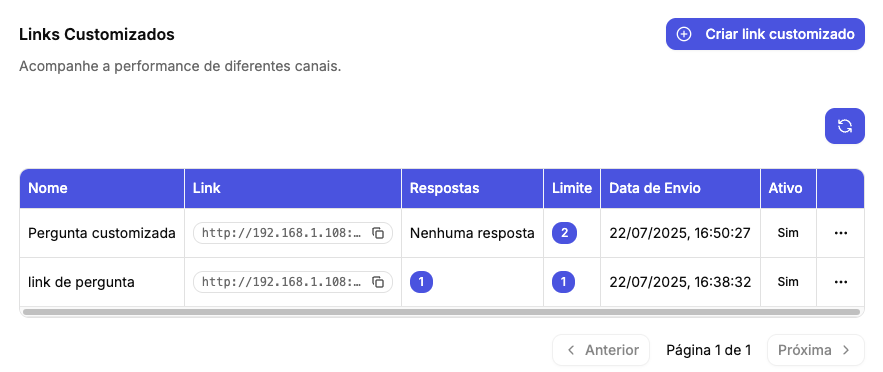 Links Customizados
Criar link customizado
Acompanhe a performance de diferentes canais.
Nome Link Respostas Limite Data de Envio Ativo
Pergunta customizada http://192.168.1.108:… Nenhuma resposta 2 22/07/2025, 16:50:27 Sim ···
link de pergunta http://192.168.1.108:… 1 1 22/07/2025, 16:38:32 Sim ···
Anterior Página 1 de 1 Próxima